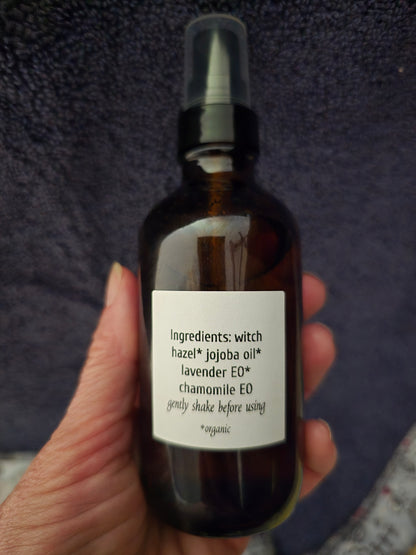 Ingredients: witch
hazel* jojoba oil*
lavender EO*
chamomile EO
gently shake before using
*organic